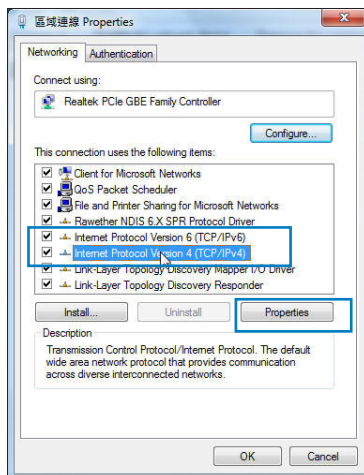 區域連線 Properties
Networking
Authentication
Connect using:
Realtek PCIe GBE Family Controller
Configure...
This connection uses the following items:
Client for Microsoft Networks
QoS Packet Scheduler
File and Printer Sharing for Microsoft Networks
Rawether NDIS 6.X SPR Protocol Driver
Internet Protocol Version 6 (TCP/IPv6)
Internet Protocol Version 4 (TCP/IPv4)
Link-Layer Topology Discovery Mapper I/O Driver
Link-Layer Topology Discovery Responder
Install...
Uninstall
Properties
Description
Transmission Control Protocol/Internet Protocol. The default
wide area network protocol that provides communication
across diverse interconnected networks.
OK
Cancel